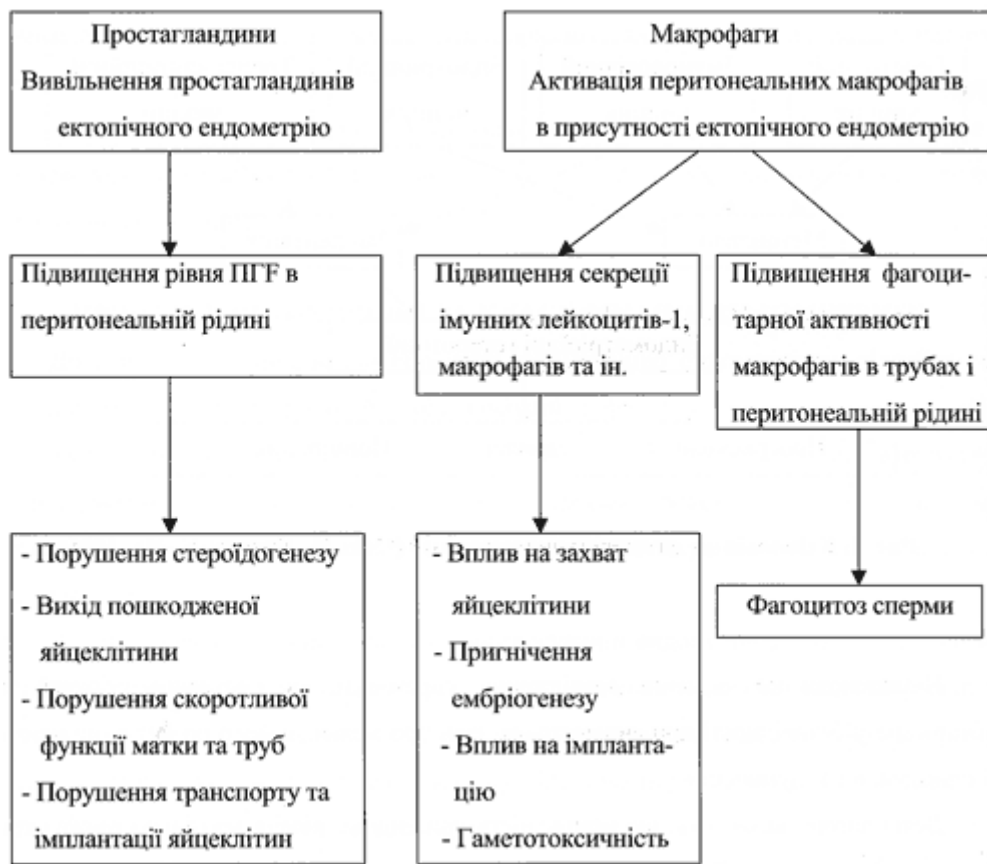 Простагландини
Вивільнення простагландинів
ектопічного ендометрію
Макрофаги
Активація перитонеальних макрофагів
в присутності ектопічного ендометрію
Підвищення рівня ПГF в
перитонеальній рідині
Підвищення секреції
імунних лейкоцитів-1,
макрофагів та ін.
Підвищення фагоци-
тарної активності
макрофагів в трубах і
перитонеальній рідині
- Порушення стероїдогенезу
- Вихід пошкодженої
яйцеклітини
- Порушення скоротливої
функції матки та труб
- Порушення транспорту та
імплантації яйцеклітин
- Вплив на захват
яйцеклітини
- Пригнічення
ембріогенезу
- Вплив на імпланта-
цію
- Гаметотоксичність
Фагоцитоз сперми